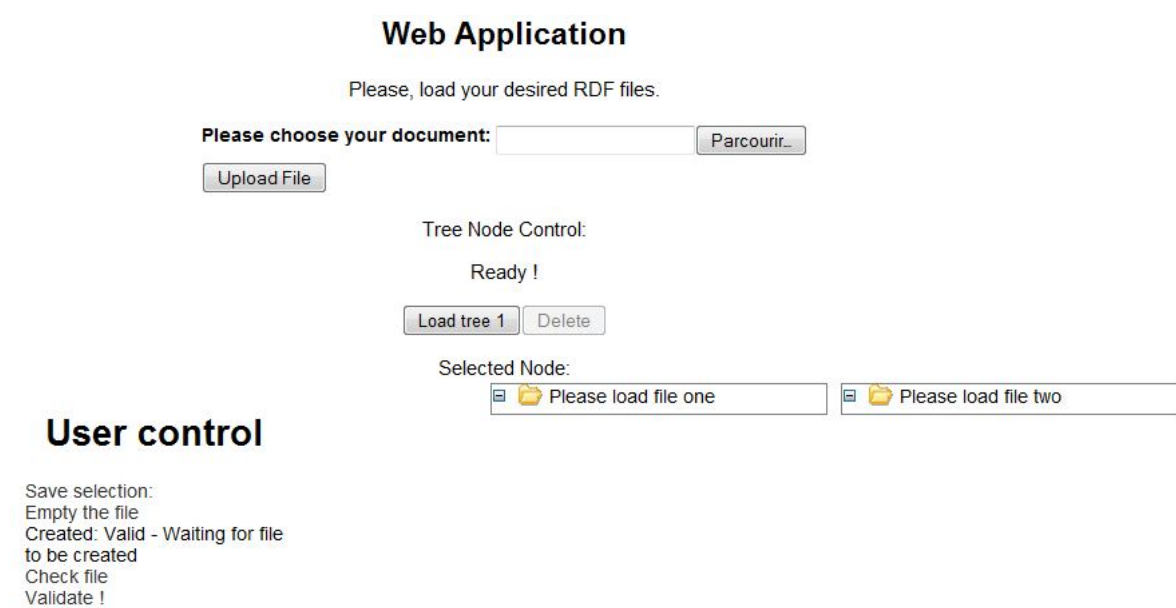 Web Application
Please, load your desired RDF files.
Please choose your document: Parcourir...
Upload File
Tree Node Control:
Ready !
Load tree 1 Delete
Selected Node:
Please load file one Please load file two
User control
Save selection:
Empty the file
Created: Valid - Waiting for file
to be created
Check file
Validate !